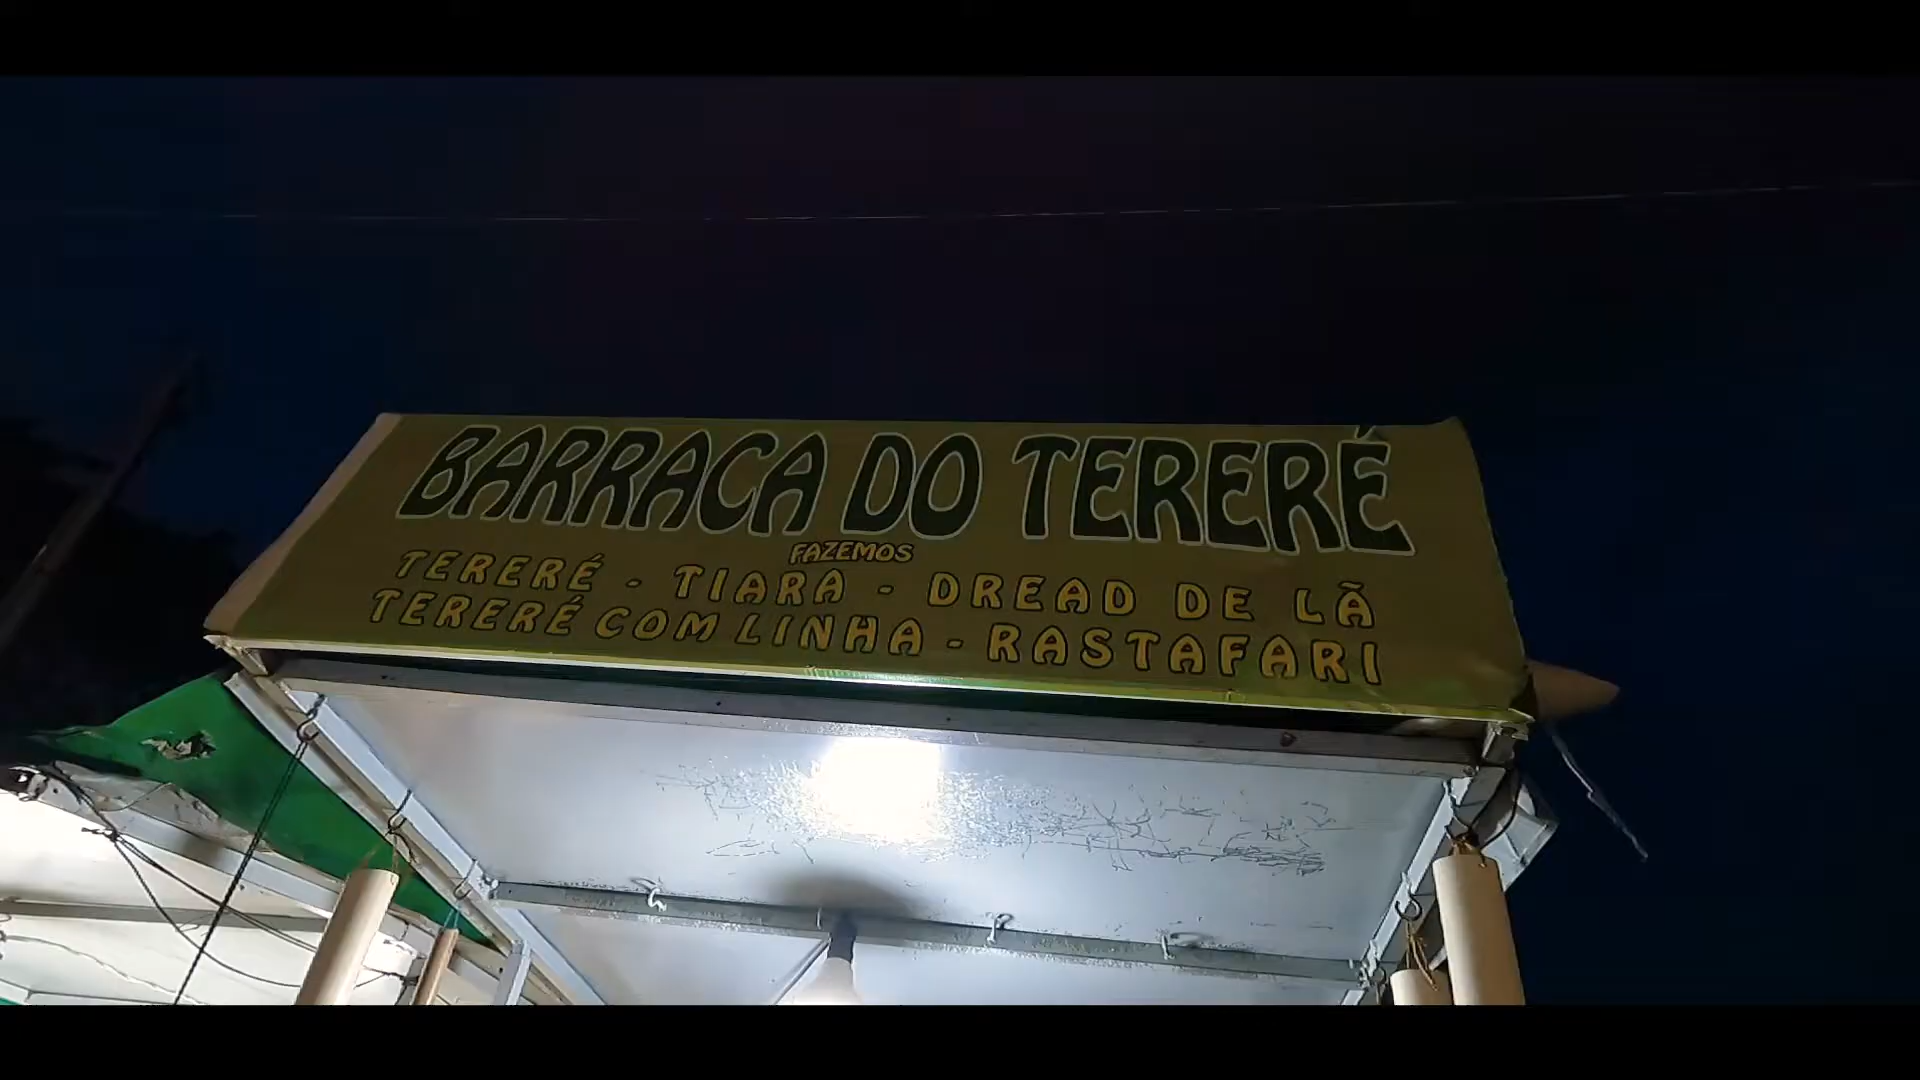 BARRACA DO TERERÉ
FAZEMOS
TERERÉ - TIARA - DREAD DE LÃ
TERERÉ COM LINHA - RASTAFARI